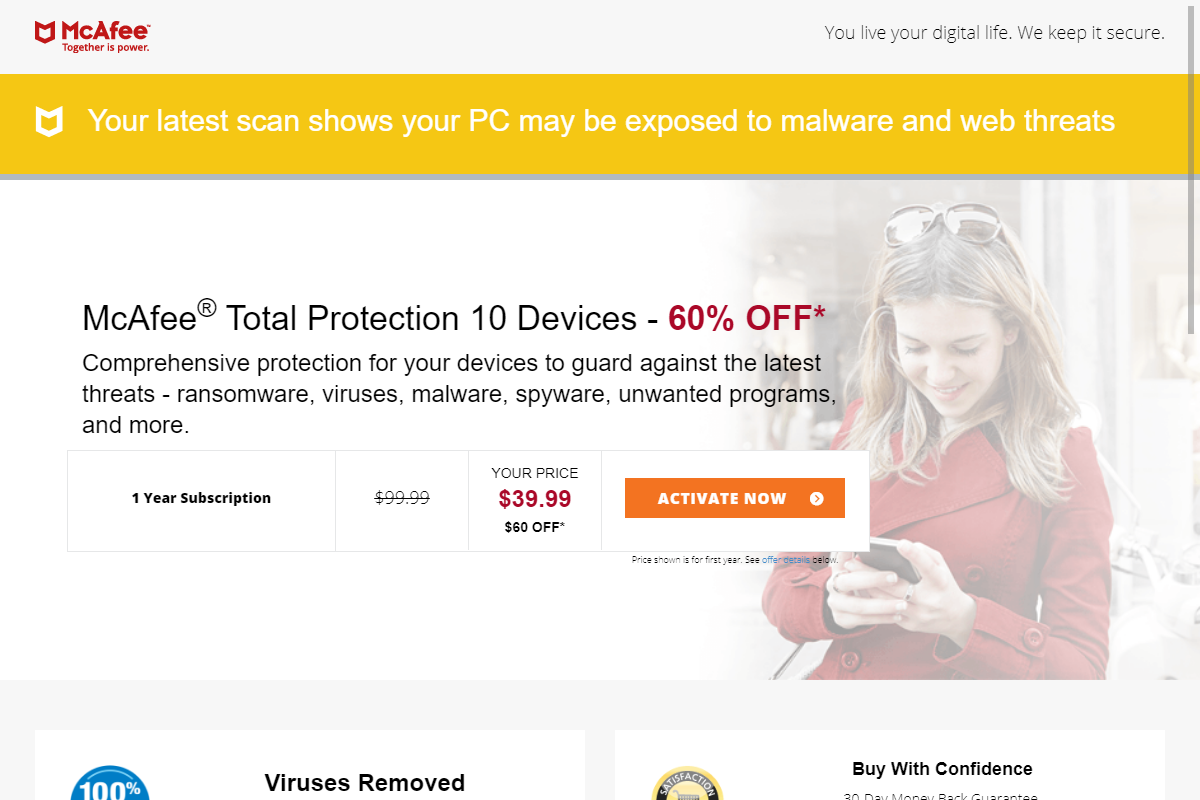 McAfee™
Together is power.
You live your digital life. We keep it secure.
Your latest scan shows your PC may be exposed to malware and web threats
McAfee® Total Protection 10 Devices - 60% OFF*
Comprehensive protection for your devices to guard against the latest
threats - ransomware, viruses, malware, spyware, unwanted programs,
and more.
1 Year Subscription
$99.99
YOUR PRICE
$39.99
$60 OFF*
ACTIVATE NOW
Price shown is for first year. See offer details below.
100%
Viruses Removed
SATISFACTION
Buy With Confidence
30 Day Money Back Guarantee